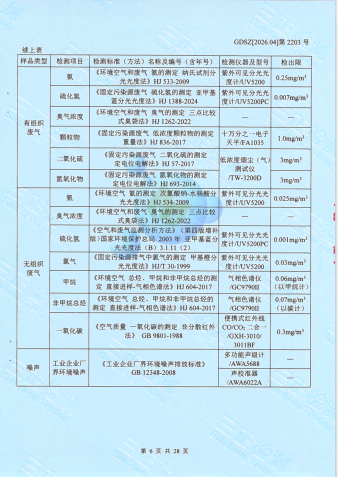 GDSZ[2026.04]第 2203 号
续上表
样品类型 检测项目 检测标准（方法）名称及编号（含年号） 检测仪器及型号 检出限
有组织
废气
氨
《环境空气和废气 氨的测定 纳氏试剂分
光光度法》HJ 533-2009
紫外可见分光光
度计/UV5200
0.25mg/m³
硫化氢
《固定污染源废气 硫化氢的测定 亚甲基
蓝分光光度法》HJ 1388-2024
紫外可见分光光
度计/UV5200PC
0.007mg/m³
臭气浓度
《环境空气和废气 臭气的测定 三点比较
式臭袋法》HJ 1262-2022
—
—
颗粒物
《固定污染源废气 低浓度颗粒物的测定
重量法》HJ 836-2017
十万分之一电子
天平/FA1035
1.0mg/m³
二氧化硫
《固定污染源废气 二氧化硫的测定
定电位电解法》HJ 57-2017
低浓度烟尘（气）
测试仪
/TW-3200D
3mg/m³
氮氧化物
《固定污染源废气 氮氧化物的测定
定电位电解法》HJ 693-2014
3mg/m³
无组织
废气
氨
《环境空气 氨的测定 次氯酸钠-水杨酸分
光光度法》HJ 534-2009
紫外可见分光光
度计/UV5200
0.025mg/m³
臭气浓度
《环境空气和废气 臭气的测定 三点比较
式臭袋法》HJ 1262-2022
—
—
硫化氢
《空气和废气监测分析方法》（第四版增补
版）国家环境保护总局 2003 年 亚甲基蓝分
光光度法（B）3.1.11（2）
紫外可见分光光
度计/UV5200PC
0.001mg/m³
氯气
《固定污染源排气中氯气的测定 甲基橙分
光光度法》HJ/T 30-1999
紫外可见分光光
度计/UV5200
0.03mg/m³
甲烷
《环境空气 总烃、甲烷和非甲烷总烃的测
定 直接进样-气相色谱法》HJ 604-2017
气相色谱仪
/GC9790II
0.06mg/m³
（以甲烷计）
非甲烷总烃
《环境空气 总烃、甲烷和非甲烷总烃的
测定 直接进样-气相色谱法》HJ 604-2017
气相色谱仪
/GC9790II
0.07mg/m³
（以碳计）
一氧化碳
《空气质量 一氧化碳的测定 非分散红外
法》 GB 9801-1988
便携式红外线
CO/CO₂ 二合一
/GXH-3010/
3011BF
0.3mg/m³
噪声
工业企业厂
界环境噪声
《工业企业厂界环境噪声排放标准》
GB 12348-2008
多功能声级计
/AWA5688
—
声校准器
/AWA6022A
—
第 6 页 共 28 页